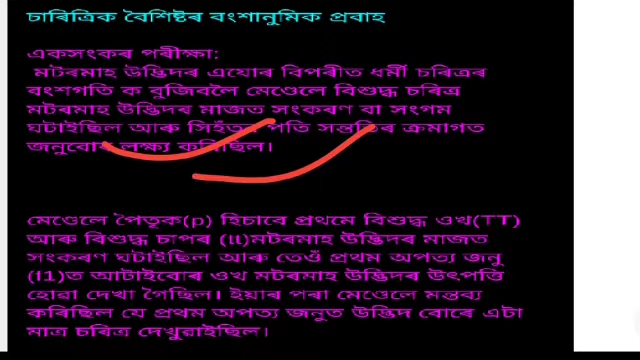 চাৰিত্ৰিক বৈশিষ্টৰ বংশানুমিক প্ৰবাহ
একসংকৰ পৰীক্ষা:
মটৰমাহ উদ্ভিদৰ এযোৰ বিপৰীত ধৰ্মী চৰিত্ৰৰ
বংশগতি ক বুজিবলৈ মেণ্ডেলে বিশুদ্ধ চৰিত্ৰ
মটৰমাহ উদ্ভিদৰ মাজত সংকৰণ বা সংগম
ঘটাইছিল আৰু সিহঁতৰ পতি সন্ততিৰ ক্ৰমাগত
জনুবোৰ লক্ষ্য কৰিছিল।
মেণ্ডেলে পৈতৃক(p) হিচাবে প্ৰথমে বিশুদ্ধ ওখ(TT)
আৰু বিশুদ্ধ চাপৰ (tt)মটৰমাহ উদ্ভিদৰ মাজত
সংকৰণ ঘটাইছিল আৰু তেওঁ প্ৰথম অপত্য জনু
(f1)ত আটাইবোৰ ওখ মটৰমাহ উদ্ভিদৰ উৎপত্তি
হোৱা দেখা গৈছিল। ইয়াৰ পৰা মেণ্ডেলে মন্তব্য
কৰিছিল যে প্ৰথম অপত্য জনুত উদ্ভিদ বোৰে এটা
মাত্ৰ চৰিত্ৰ দেখুৱাইছিল।